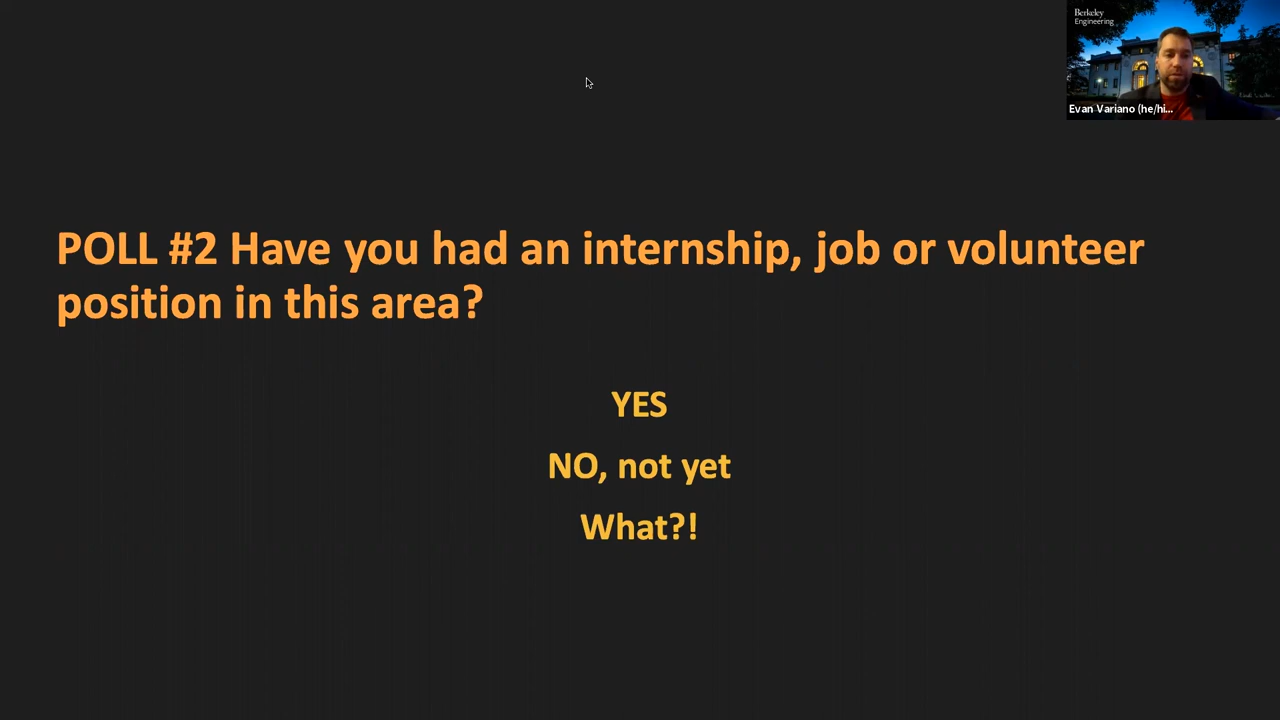 Berkeley
Engineering
Evan Variano (he/hi...
POLL #2 Have you had an internship, job or volunteer
position in this area?
YES
NO, not yet
What?!